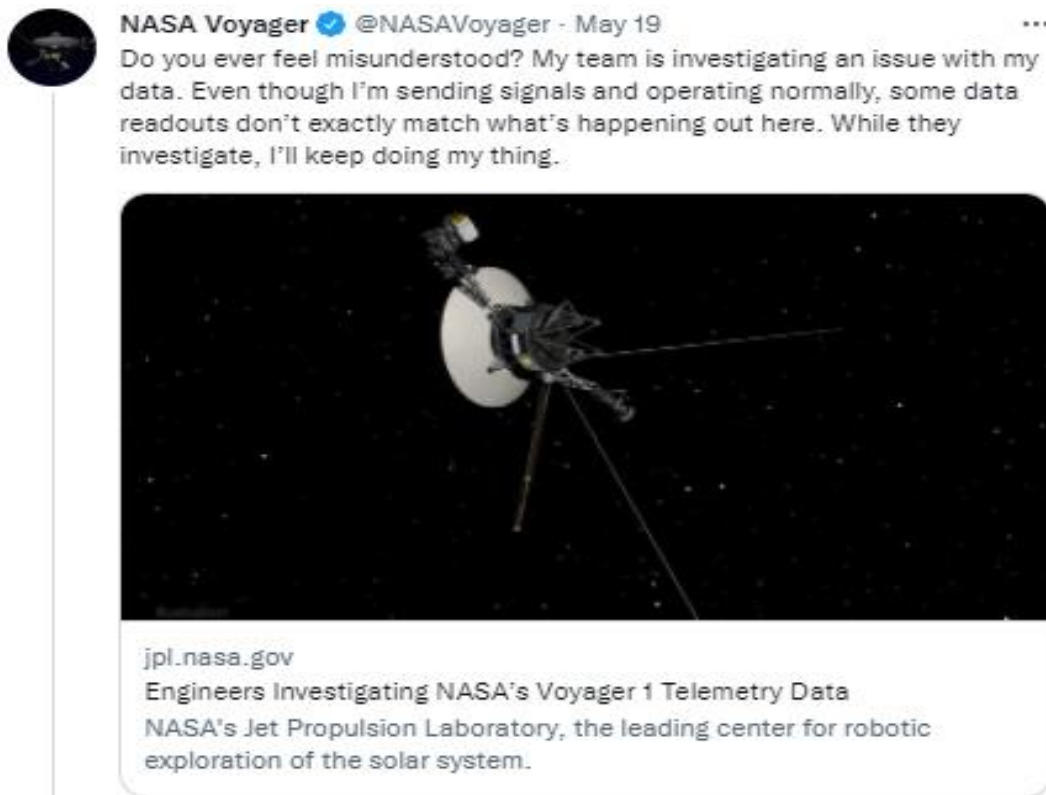 NASA Voyager @NASAVoyager · May 19
Do you ever feel misunderstood? My team is investigating an issue with my
data. Even though I’m sending signals and operating normally, some data
readouts don’t exactly match what’s happening out here. While they
investigate, I’ll keep doing my thing.
jpl.nasa.gov
Engineers Investigating NASA’s Voyager 1 Telemetry Data
NASA's Jet Propulsion Laboratory, the leading center for robotic
exploration of the solar system.